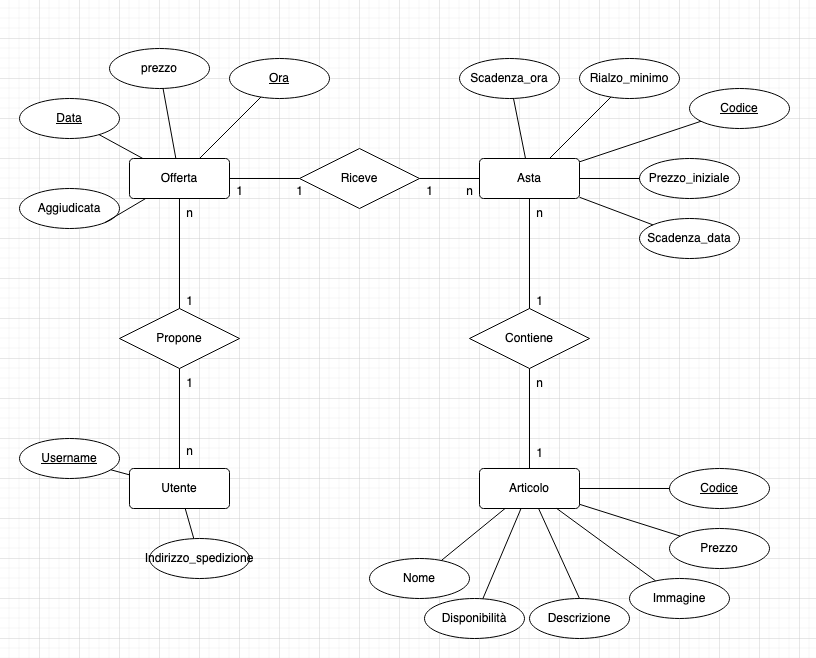 prezzo
Ora
Scadenza_ora
Rialzo_minimo
Data
Codice
Offerta
Riceve
Asta
Prezzo_iniziale
1
1
1
n
Aggiudicata
n
n
Scadenza_data
1
1
Propone
Contiene
1
n
n
1
Username
Utente
Articolo
Codice
Indirizzo_spedizione
Prezzo
Nome
Immagine
Disponibilità
Descrizione